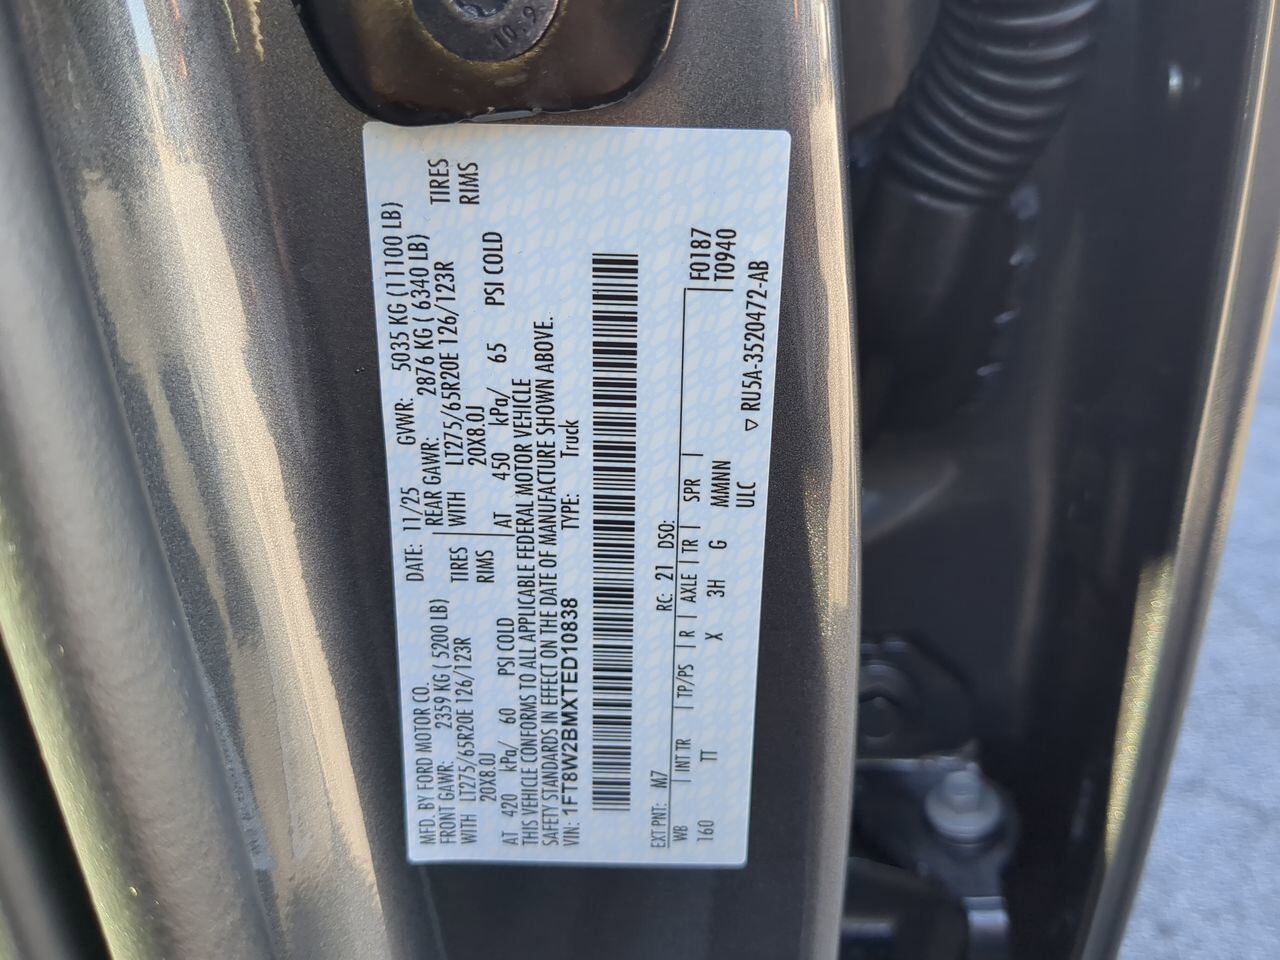 10.9
MFD. BY FORD MOTOR CO. DATE: 11/25 GVWR: 5035 KG (11100 LB)
FRONT GAWR: 2359 KG ( 5200 LB) REAR GAWR: 2876 KG ( 6340 LB)
WITH LT275/65R20E 126/123R TIRES WITH LT275/65R20E 126/123R TIRES
20X8.0J RIMS 20X8.0J RIMS
AT 420 kPa/ 60 PSI COLD AT 450 kPa/ 65 PSI COLD
THIS VEHICLE CONFORMS TO ALL APPLICABLE FEDERAL MOTOR VEHICLE
SAFETY STANDARDS IN EFFECT ON THE DATE OF MANUFACTURE SHOWN ABOVE.
VIN: 1FT8W2BMXTED10838 TYPE: Truck
EXT PNT: M7 RC: 21 DSO:
WB INT TR TP/PS R AXLE TR SPR F0187
160 TT X 3H G MMNIN T0940
ULC ▽ RU5A-3520472-AB